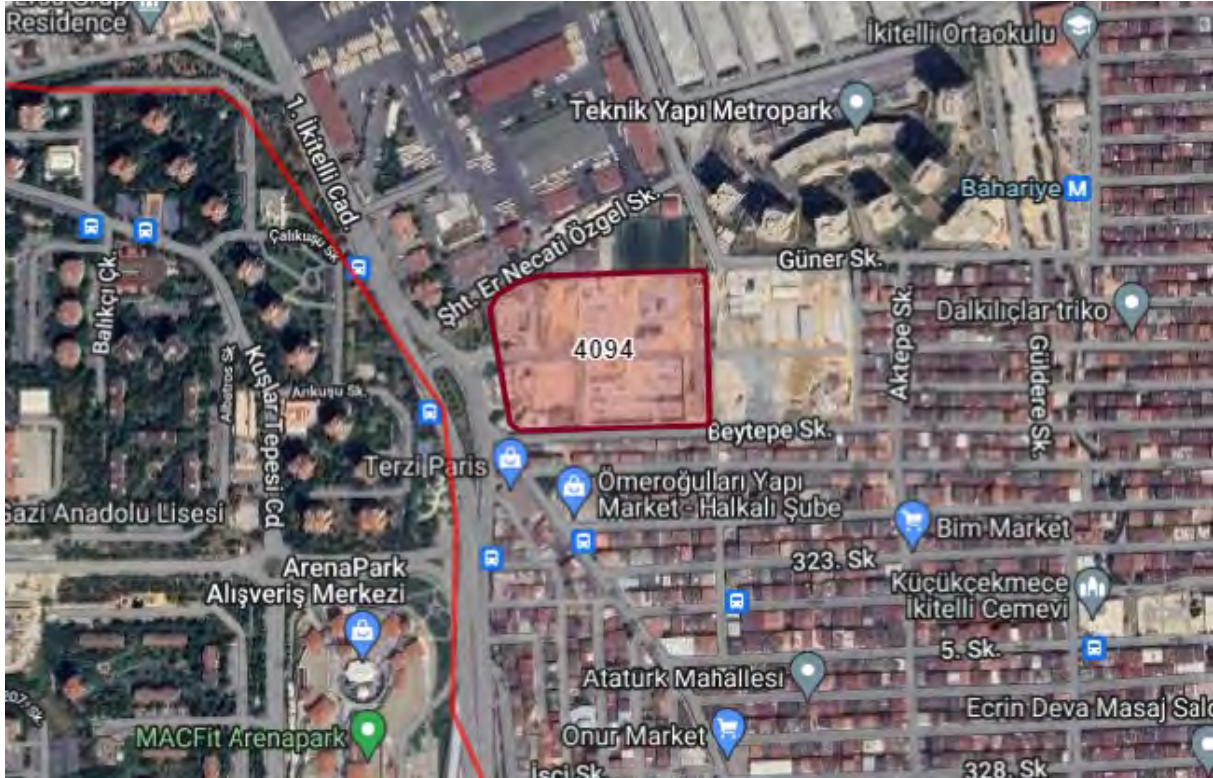 Residence
İkitelli Ortaokulu
Teknik Yapı Metropark
1. İkitelli Cad.
Bahariye M
Çalıkuşu Sk.
Şht. Er Necati Özgel Sk.
Güner Sk.
Balıkçı Çk.
Dalkılıçlar triko
4094
Aktepe Sk.
Güldere Sk.
Albatros Sk
Kuşlar Tepesi Cd
Arıkuşu Sk.
Beytepe Sk.
Terzi Paris
Ömeroğulları Yapı
Market - Halkalı Şube
Gazi Anadolu Lisesi
Bim Market
ArenaPark
Alışveriş Merkezi
323. Sk
Küçükçekmece
İkitelli Cemevi
5. Sk.
Atatürk Mahallesi
Ecrin Deva Masaj Salo
MACFit Arenapark
Onur Market
İşçi Sk.
328. Sk.